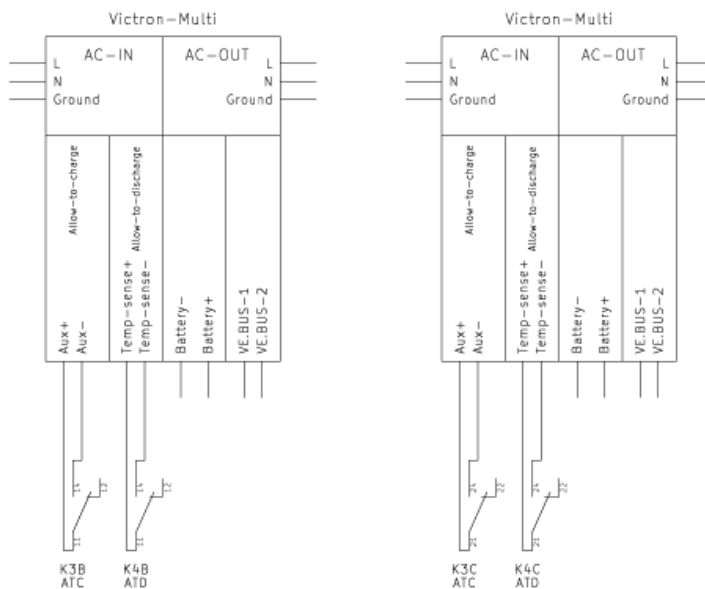 Victron-Multi
AC-IN
AC-OUT
L
N
Ground
L
N
Ground
Allow-to-charge
Allow-to-discharge
Aux+
Aux-
Temp-sense+
Temp-sense-
Battery-
Battery+
VE.BUS-1
VE.BUS-2
14
12
11
14
12
11
K3B
ATC
K4B
ATD
Victron-Multi
AC-IN
AC-OUT
L
N
Ground
L
N
Ground
Allow-to-charge
Allow-to-discharge
Aux+
Aux-
Temp-sense+
Temp-sense-
Battery-
Battery+
VE.BUS-1
VE.BUS-2
24
22
21
24
22
21
K3C
ATC
K4C
ATD